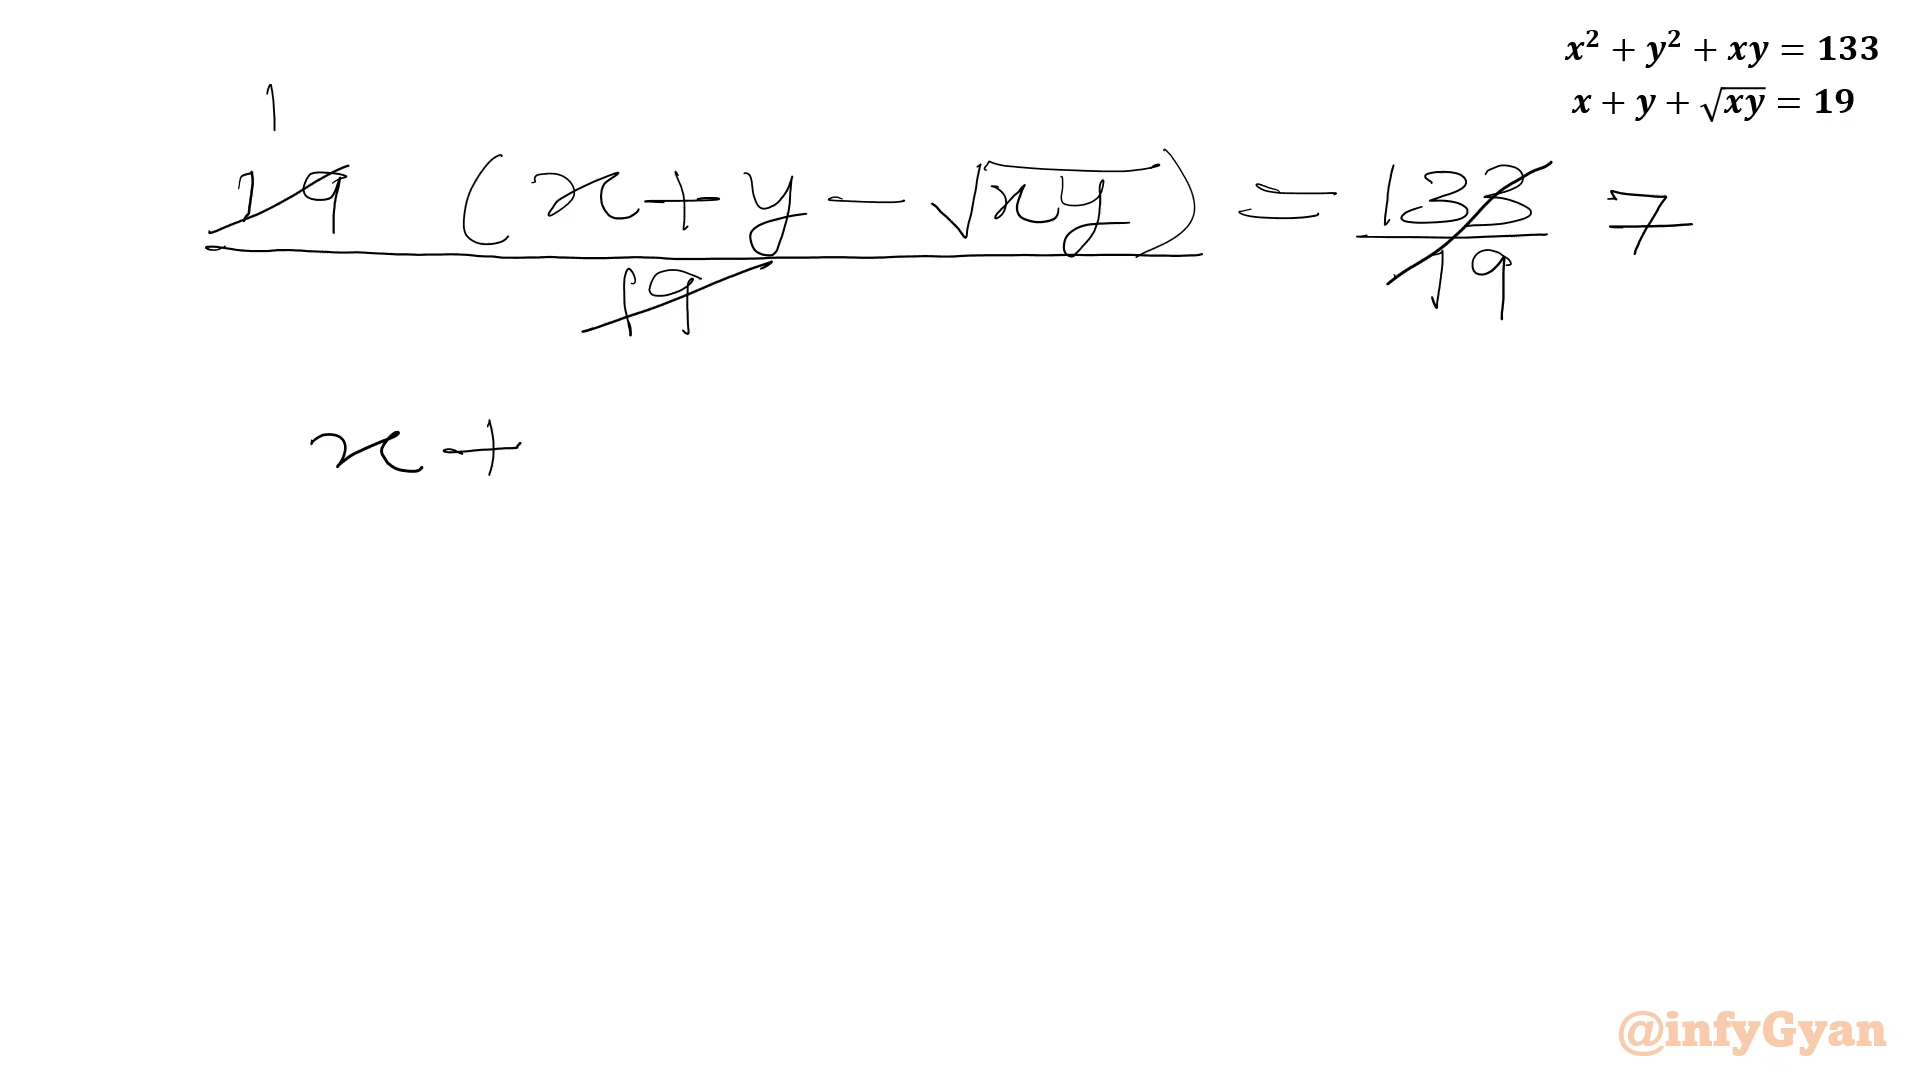 x² + y² + xy = 133
x + y + √xy = 19
1
19 (x + y − √xy) = 133 7
19 19
x +
@infyGyan